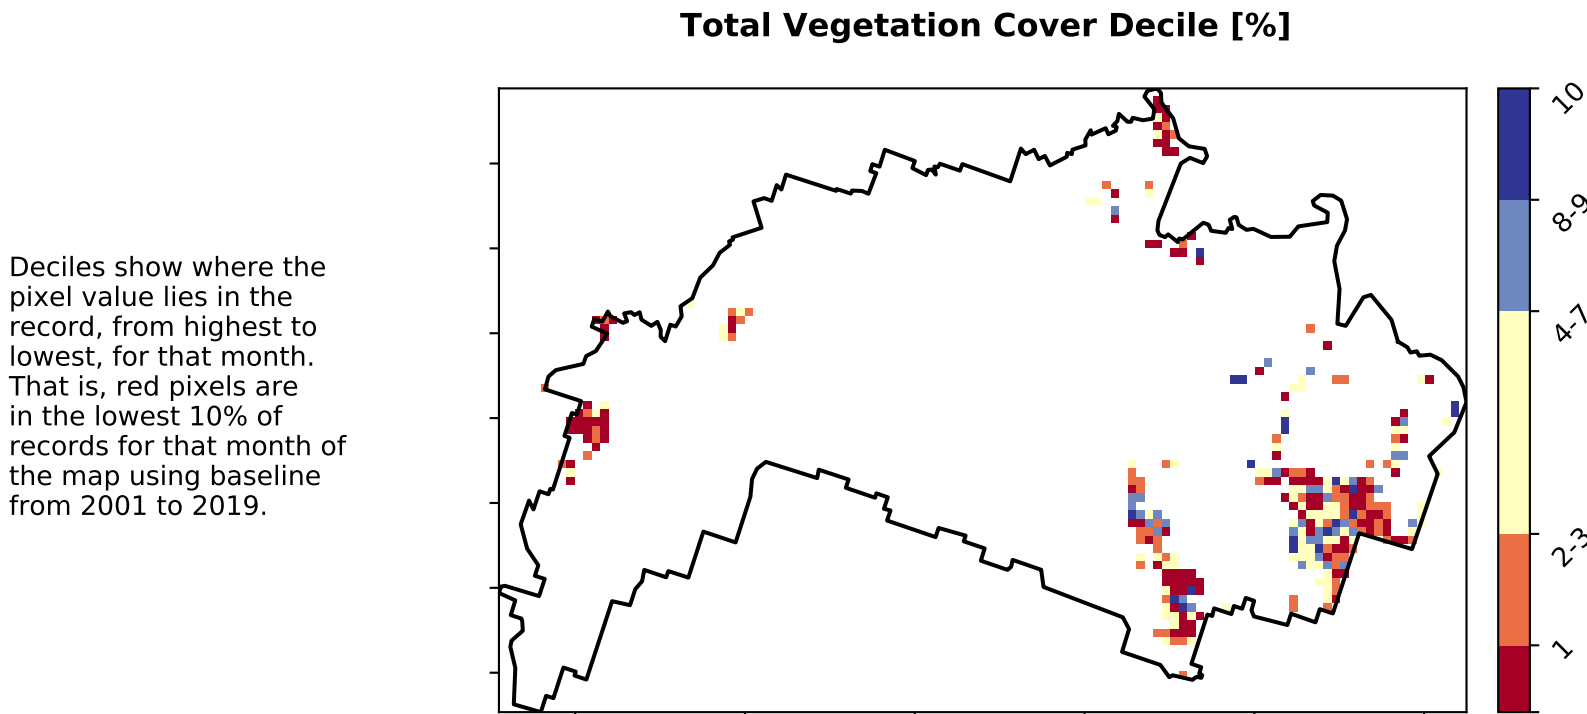 Total Vegetation Cover Decile [%]
Deciles show where the
pixel value lies in the
record, from highest to
lowest, for that month.
That is, red pixels are
in the lowest 10% of
records for that month of
the map using baseline
from 2001 to 2019.
10
8-9
4-7
2-3
1